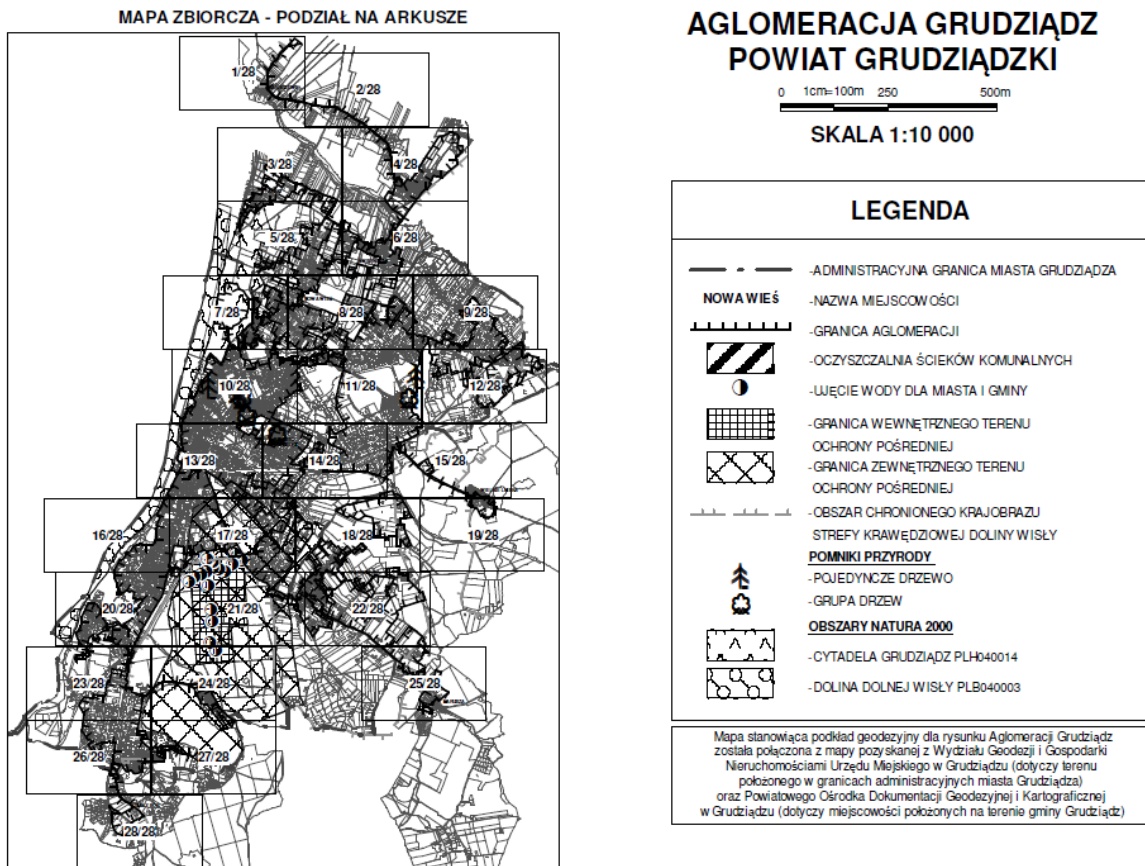 MAPA ZBIORCZA - PODZIAŁ NA ARKUSZE
1/28
2/28
3/28
4/28
5/28
6/28
7/28
8/28
9/28
10/28
11/28
12/28
13/28
14/28
15/28
16/28
17/28
18/28
19/28
20/28
21/28
22/28
23/28
24/28
25/28
26/28
27/28
28/28
AGLOMERACJA GRUDZIĄDZ
POWIAT GRUDZIĄDZKI
0 1cm=100m 250 500m
SKALA 1:10 000
LEGENDA
-ADMINISTRACYJNA GRANICA MIASTA GRUDZIĄDZA
NOWA WIEŚ -NAZWA MIEJSCOWOŚCI
-GRANICA AGLOMERACJI
-OCZYSZCZALNIA ŚCIEKÓW KOMUNALNYCH
-UJĘCIE WODY DLA MIASTA I GMINY
-GRANICA WEWNĘTRZNEGO TERENU
OCHRONY POŚREDNIEJ
-GRANICA ZEWNĘTRZNEGO TERENU
OCHRONY POŚREDNIEJ
-OBSZAR CHRONIONEGO KRAJOBRAZU
STREFY KRAWĘDZIOWEJ DOLINY WISŁY
POMNIKI PRZYRODY
-POJEDYNCZE DRZEWO
-GRUPA DRZEW
OBSZARY NATURA 2000
-CYTADELA GRUDZIĄDZ PLH040014
-DOLINA DOLNEJ WISŁY PLB040003
Mapa stanowiąca podkład geodezyjny dla rysunku Aglomeracji Grudziądz
została połączona z mapy pozyskanej z Wydziału Geodezji i Gospodarki
Nieruchomościami Urzędu Miejskiego w Grudziądzu (dotyczy terenu
położonego w granicach administracyjnych miasta Grudziądza)
oraz Powiatowego Ośrodka Dokumentacji Geodezyjnej i Kartograficznej
w Grudziądzu (dotyczy miejscowości położonych na terenie gminy Grudziądz)